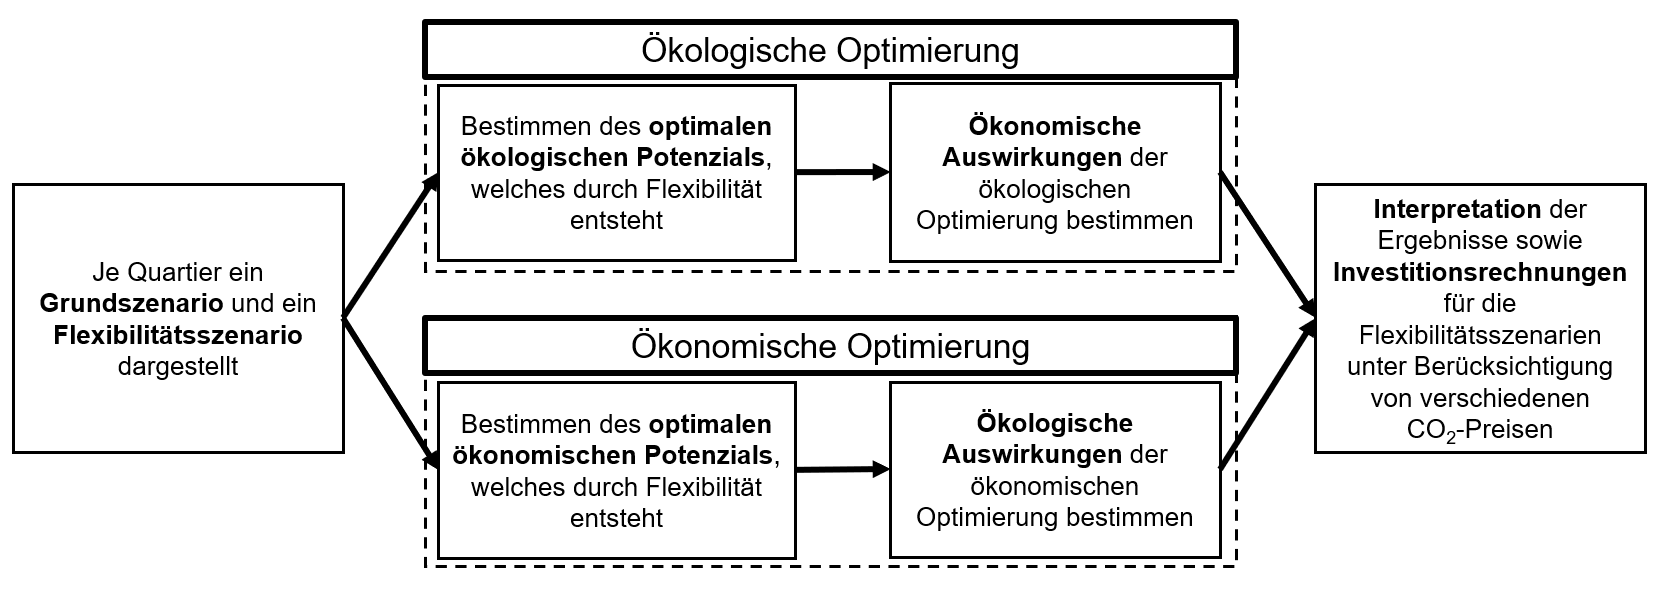 Je Quartier ein
Grundszenario und ein
Flexibilitätsszenario
dargestellt
Ökologische Optimierung
Bestimmen des optimalen
ökologischen Potenzials,
welches durch Flexibilität
entsteht
Ökonomische
Auswirkungen der
ökologischen
Optimierung bestimmen
Ökonomische Optimierung
Bestimmen des optimalen
ökonomischen Potenzials,
welches durch Flexibilität
entsteht
Ökologische
Auswirkungen der
ökonomischen
Optimierung bestimmen
Interpretation der
Ergebnisse sowie
Investitionsrechnungen
für die
Flexibilitätsszenarien
unter Berücksichtigung
von verschiedenen
CO₂-Preisen